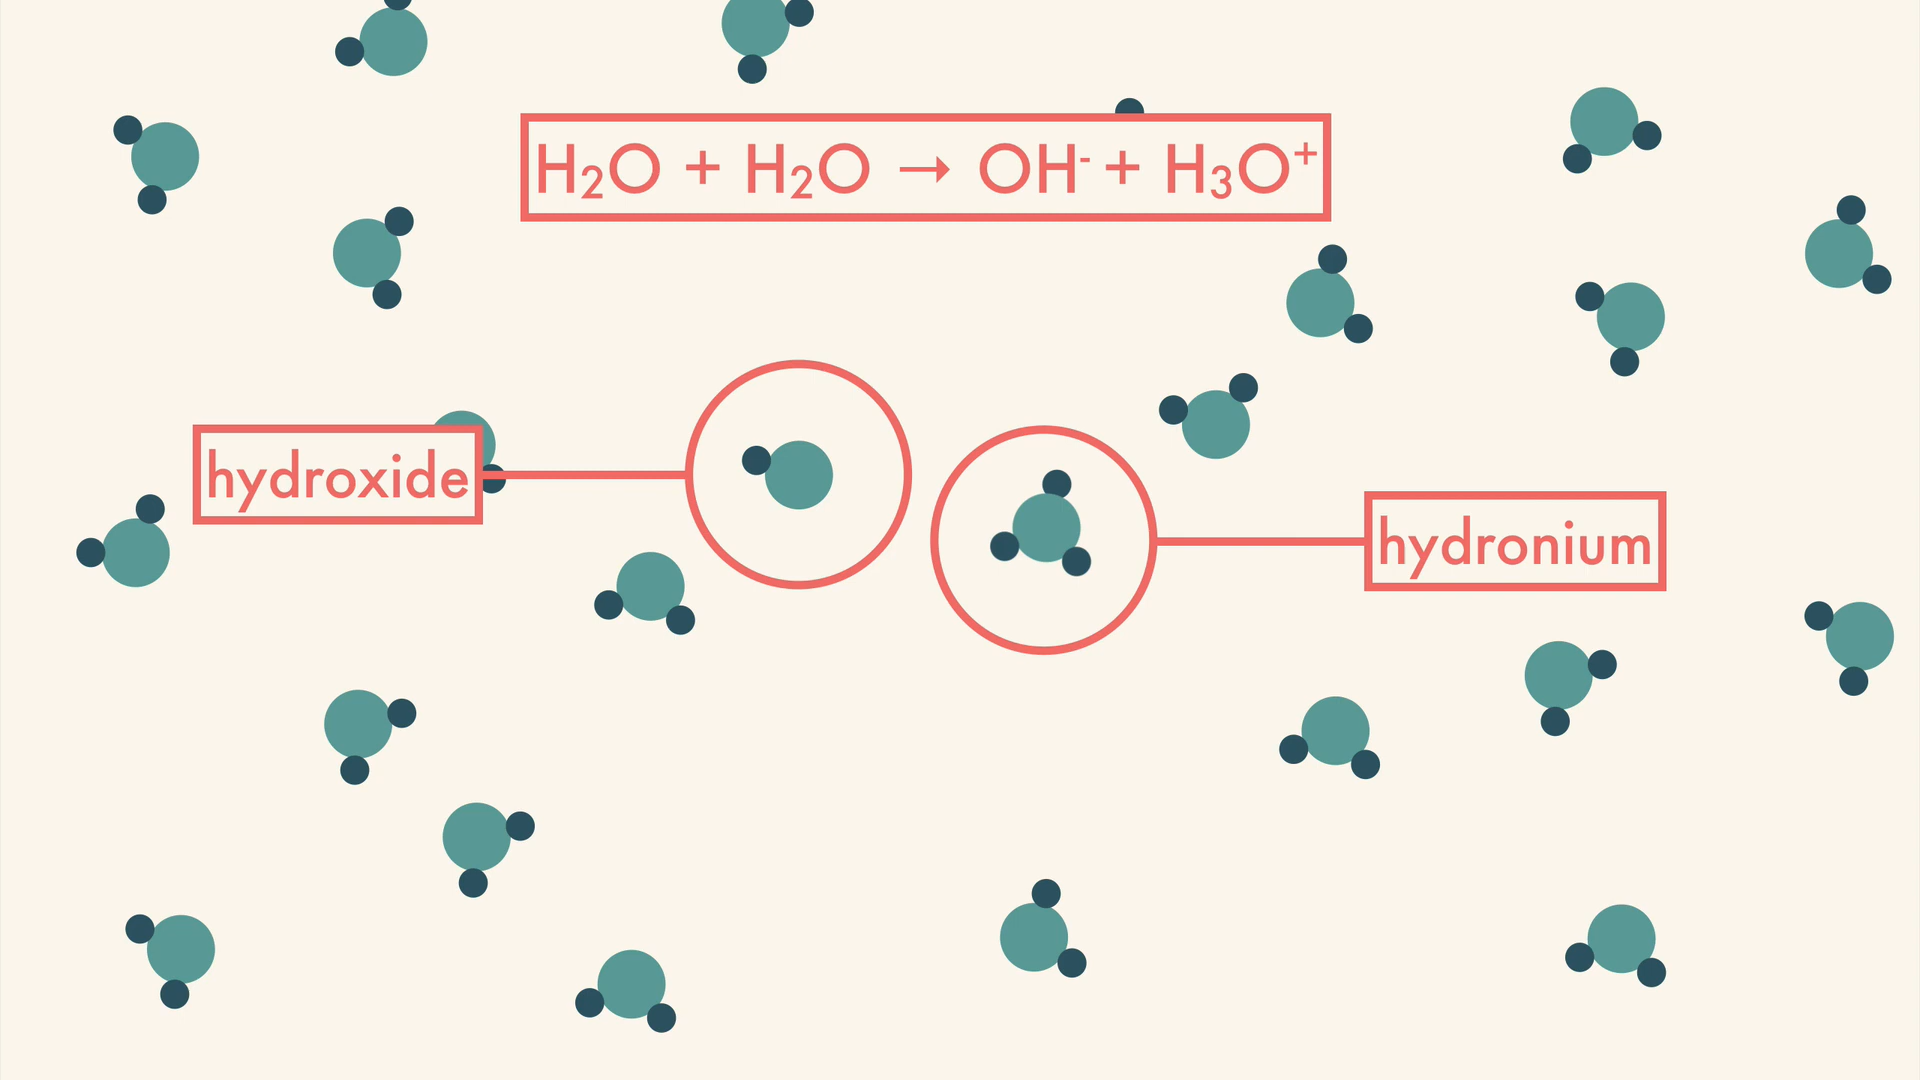 H₂O + H₂O → OH⁻ + H₃O⁺
hydroxide
hydronium